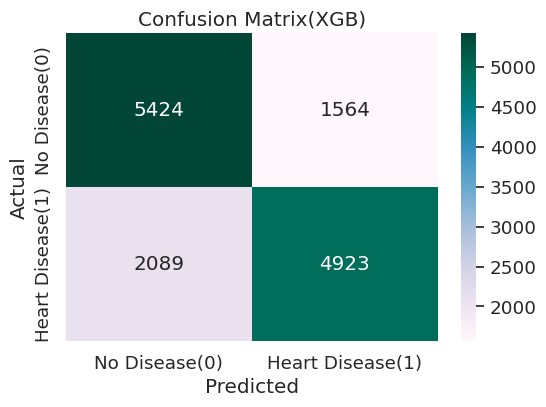 Confusion Matrix(XGB)
No Disease(0)
Heart Disease(1)
Actual
5424
1564
2089
4923
No Disease(0)
Heart Disease(1)
Predicted
5000
4500
4000
3500
3000
2500
2000